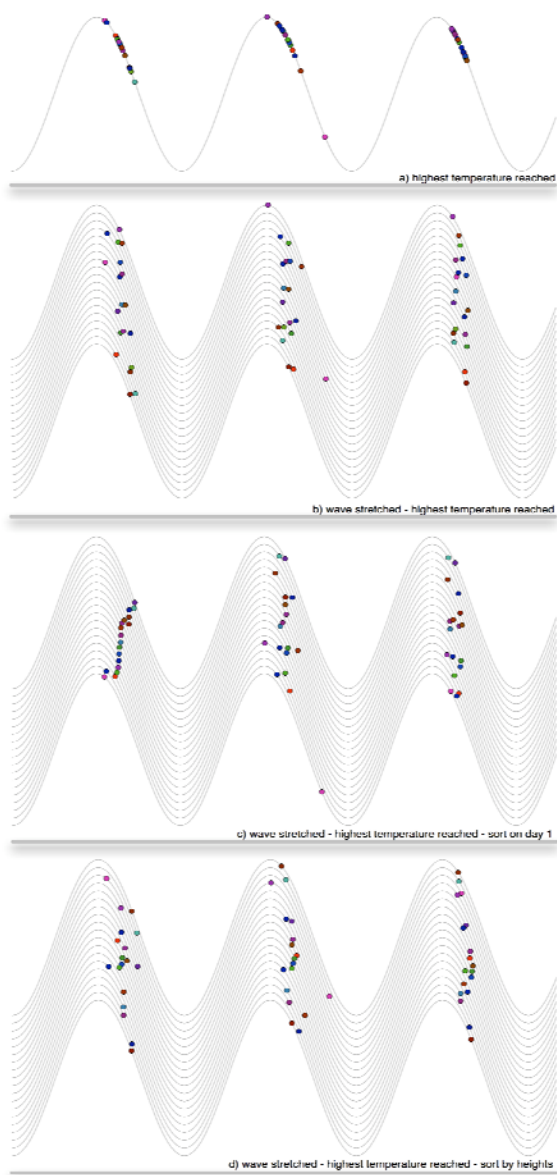 a) highest temperature reached
b) wave stretched - highest temperature reached
c) wave stretched - highest temperature reached - sort on day 1
d) wave stretched - highest temperature reached - sort by heights